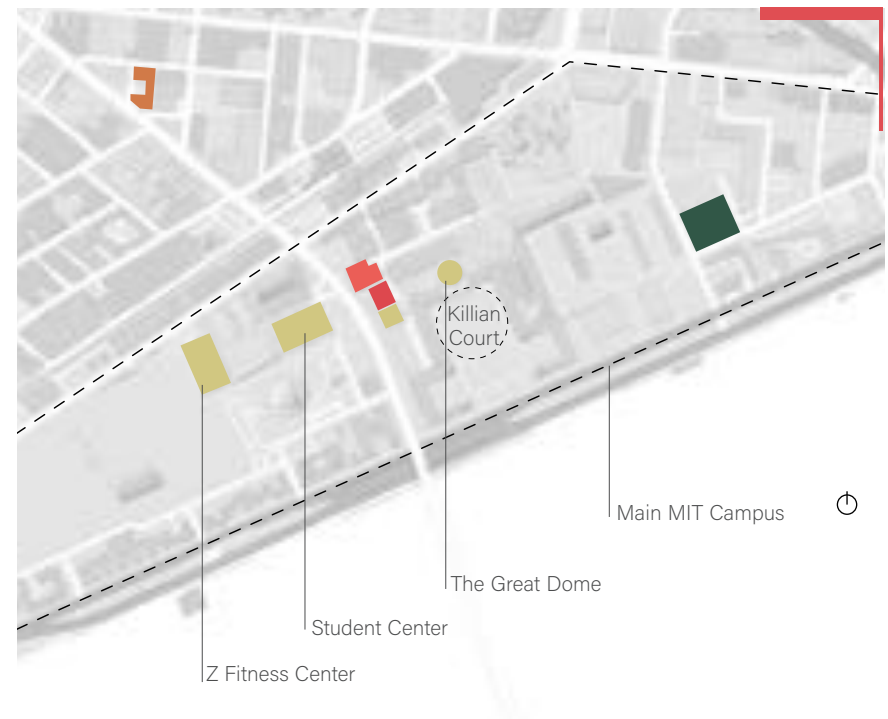 Killian
Court
Main MIT Campus
The Great Dome
Student Center
Z Fitness Center